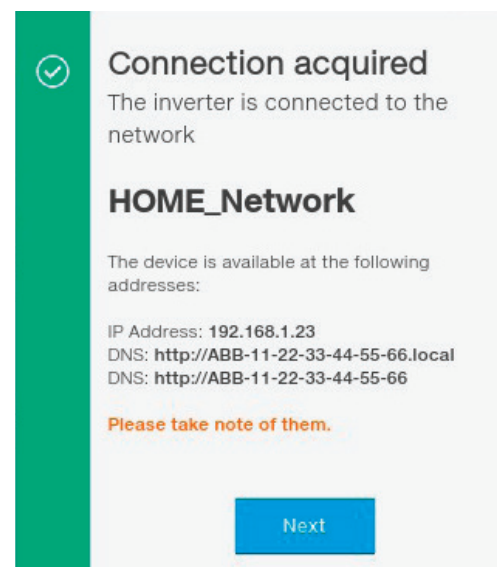 Connection acquired
The inverter is connected to the
network
HOME_Network
The device is available at the following
addresses:
IP Address: 192.168.1.23
DNS: http://ABB-11-22-33-44-55-66.local
DNS: http://ABB-11-22-33-44-55-66
Please take note of them.
Next